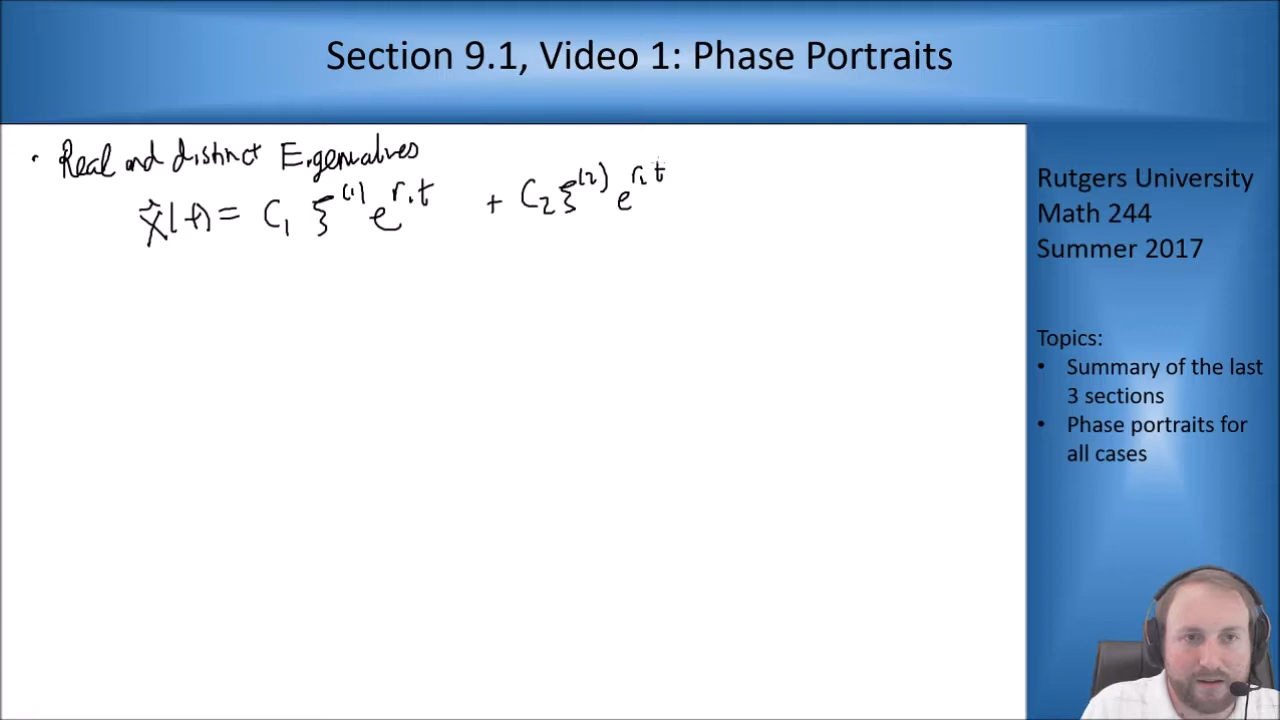 Section 9.1, Video 1: Phase Portraits
• Real and distinct Eigenvalues
x⃗(t) = C₁ ξ⁽¹⁾ e^{r₁t} + C₂ ξ⁽²⁾ e^{r₂t}
Rutgers University
Math 244
Summer 2017
Topics:
• Summary of the last
3 sections
• Phase portraits for
all cases